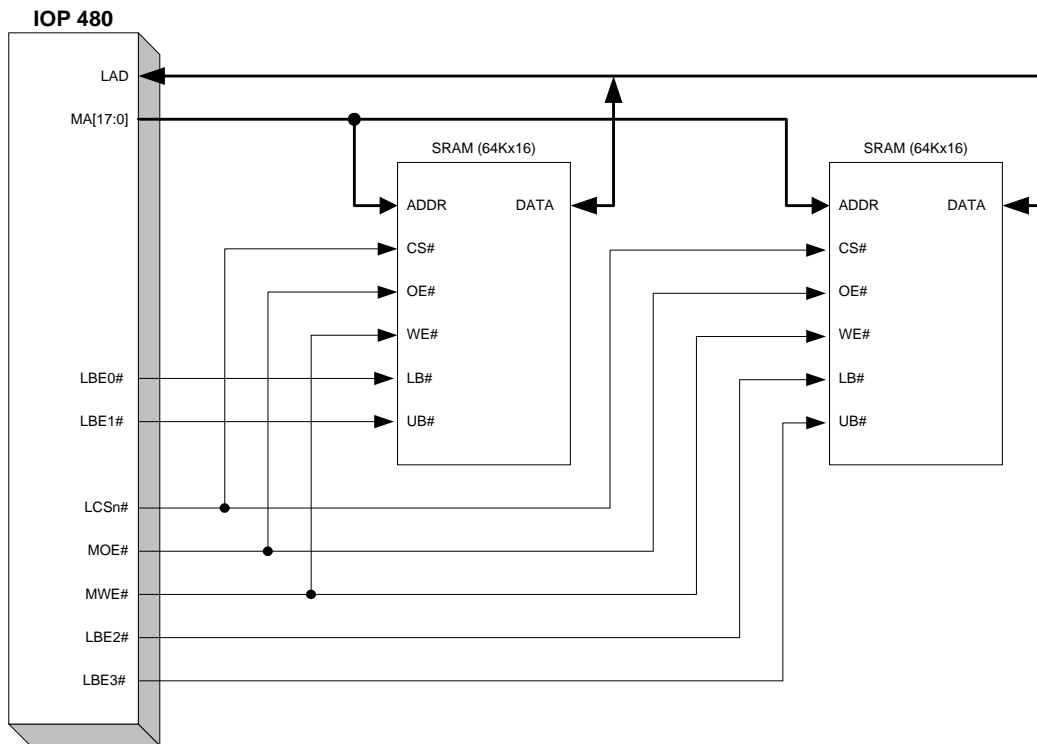 IOP 480
LAD
MA[17:0]
SRAM (64Kx16)
SRAM (64Kx16)
ADDR
DATA
ADDR
DATA
CS#
CS#
OE#
OE#
WE#
WE#
LBE0#
LB#
LB#
LBE1#
UB#
UB#
LCSn#
MOE#
MWE#
LBE2#
LBE3#